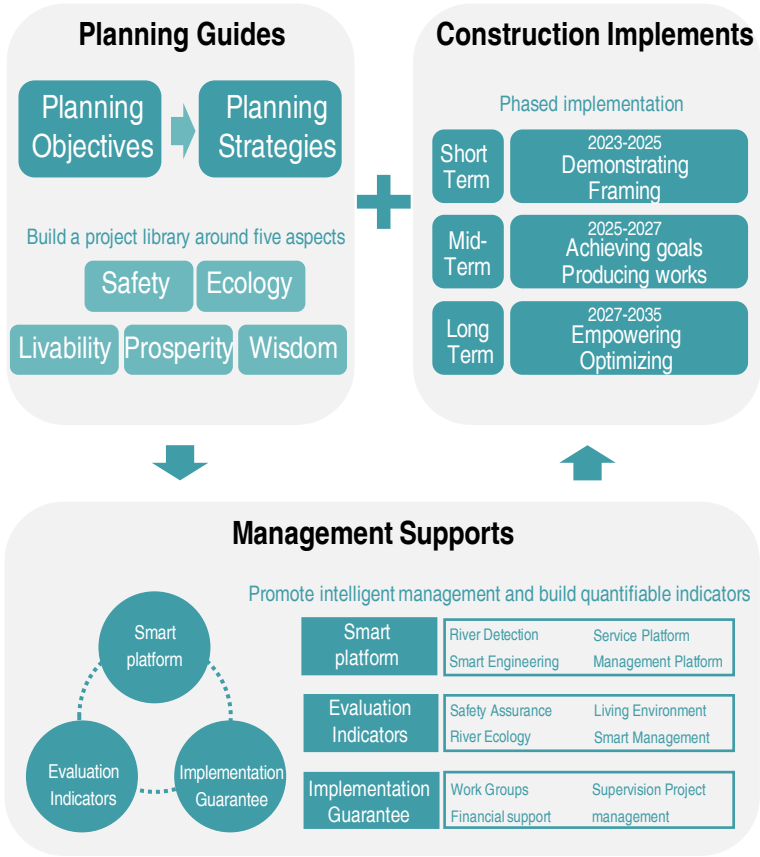 Planning Guides
Planning
Objectives
Planning
Strategies
Build a project library around five aspects
Safety
Ecology
Livability
Prosperity
Wisdom
Construction Implements
Phased implementation
Short
Term
2023-2025
Demonstrating
Framing
Mid-
Term
2025-2027
Achieving goals
Producing works
Long
Term
2027-2035
Empowering
Optimizing
Management Supports
Smart
platform
Evaluation
Indicators
Implementation
Guarantee
Promote intelligent management and build quantifiable indicators
Smart
platform
River Detection
Service Platform
Smart Engineering
Management Platform
Evaluation
Indicators
Safety Assurance
Living Environment
River Ecology
Smart Management
Implementation
Guarantee
Work Groups
Financial support
Supervision Project
management